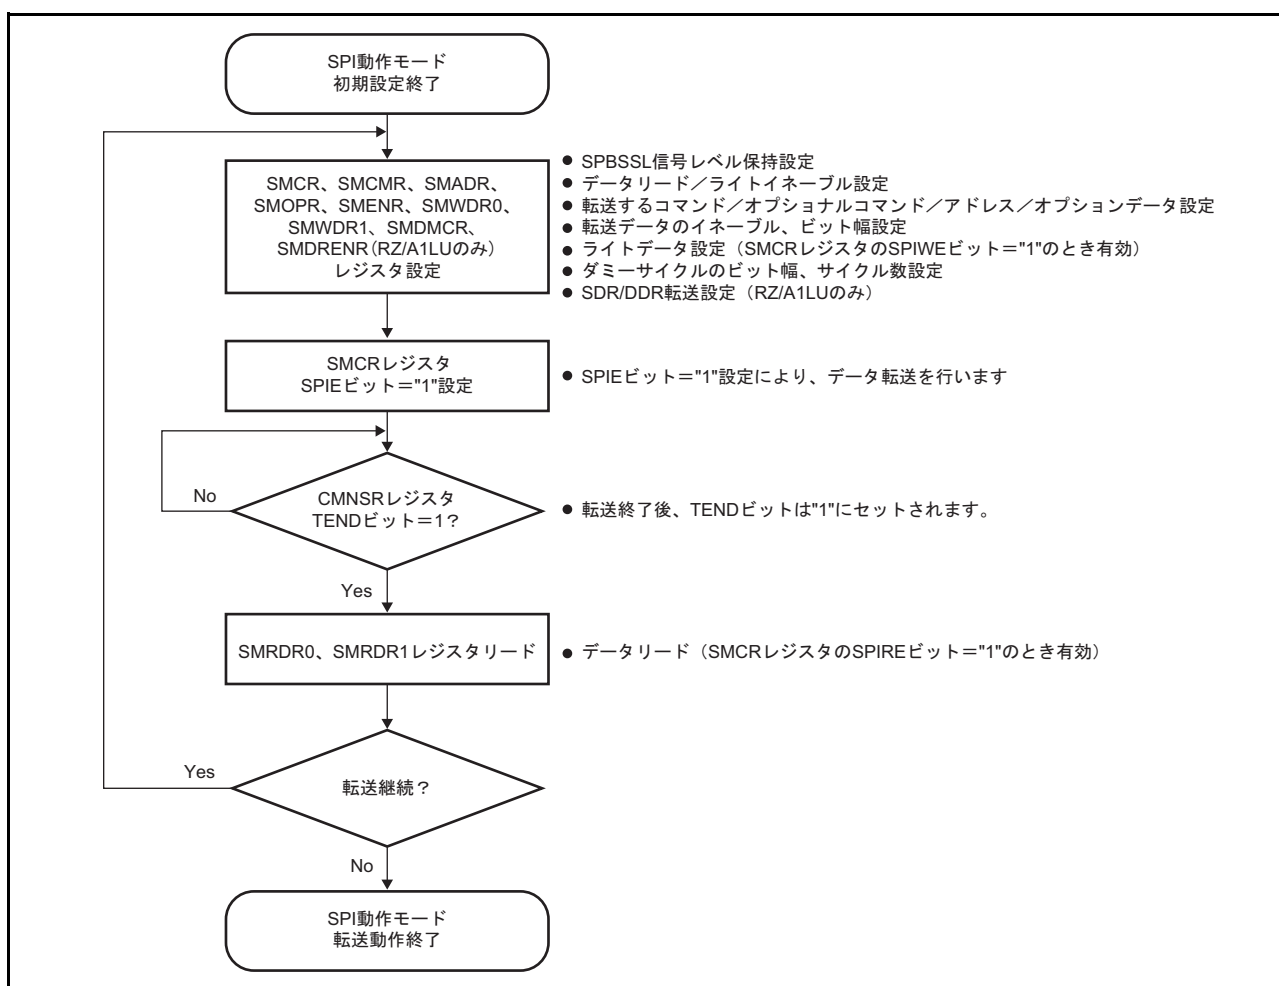 SPI動作モード
初期設定終了
SMCR、SMCMR、SMADR、
SMOPR、SMENR、SMWDR0、
SMWDR1、SMDMCR、
SMDRENR(RZ/A1LUのみ)
レジスタ設定
● SPBSSL信号レベル保持設定
● データリード／ライトイネーブル設定
● 転送するコマンド／オプショナルコマンド／アドレス／オプションデータ設定
● 転送データのイネーブル、ビット幅設定
● ライトデータ設定（SMCRレジスタのSPIWEビット＝"1"のとき有効）
● ダミーサイクルのビット幅、サイクル数設定
● SDR/DDR転送設定（RZ/A1LUのみ）
SMCRレジスタ
SPIEビット＝"1"設定
● SPIEビット＝"1"設定により、データ転送を行います
No
CMNSRレジスタ
TENDビット＝1？
● 転送終了後、TENDビットは"1"にセットされます。
Yes
SMRDR0、SMRDR1レジスタリード
● データリード（SMCRレジスタのSPIREビット＝"1"のとき有効）
Yes
転送継続？
No
SPI動作モード
転送動作終了